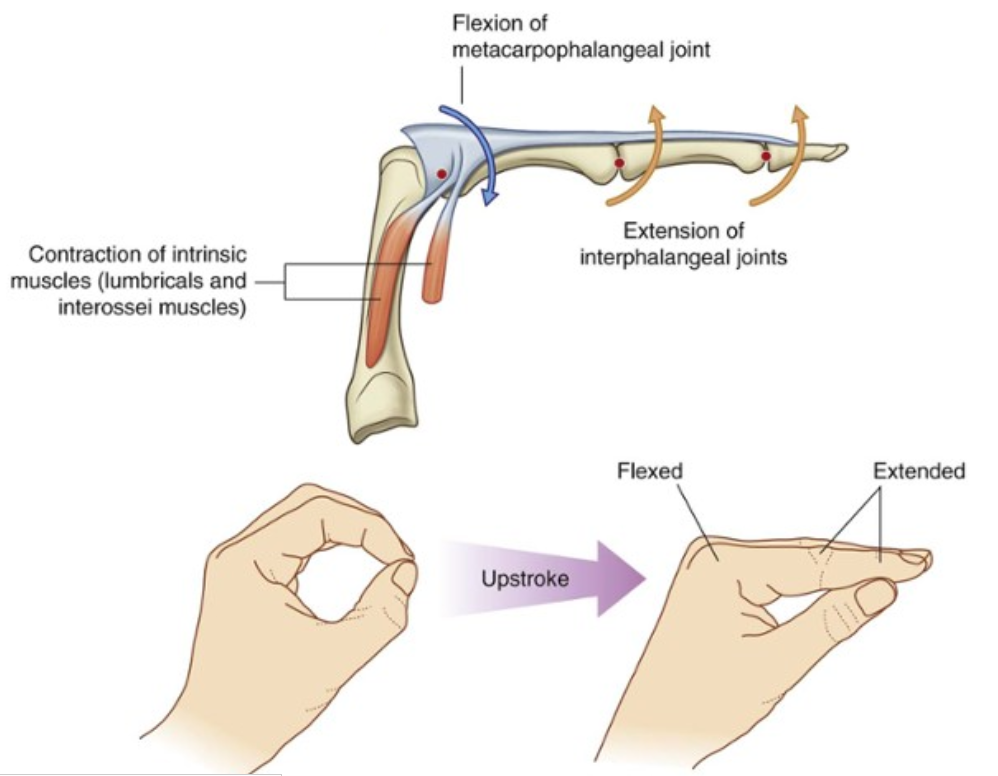 Flexion of
metacarpophalangeal joint
Extension of
interphalangeal joints
Contraction of intrinsic
muscles (lumbricals and
interossei muscles)
Flexed
Extended
Upstroke